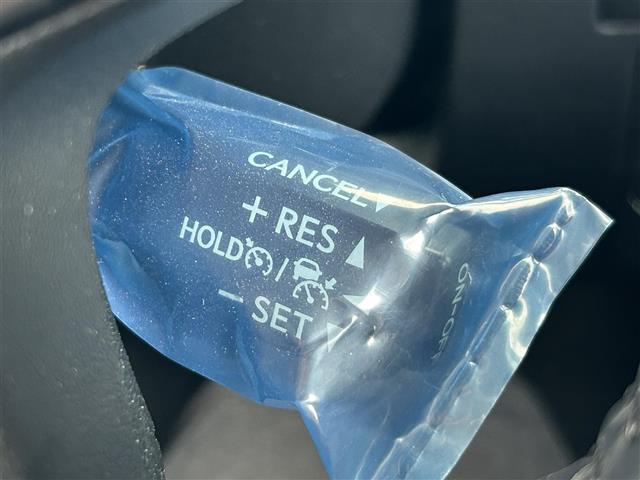 CANCEL
+ RES
HOLD /
- SET
ON-OFF